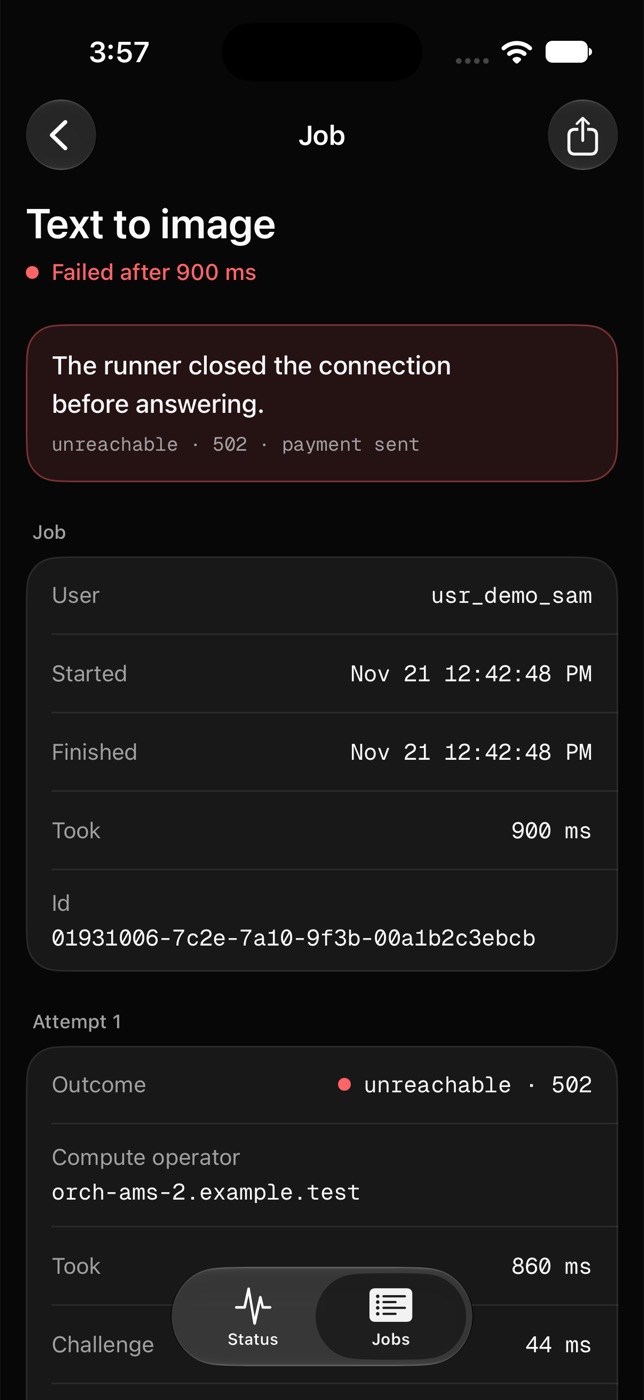 3:57
Job
Text to image
Failed after 900 ms
The runner closed the connection
before answering.
unreachable · 502 · payment sent
Job
User usr_demo_sam
Started Nov 21 12:42:48 PM
Finished Nov 21 12:42:48 PM
Took 900 ms
Id
01931006-7c2e-7a10-9f3b-00a1b2c3ebcb
Attempt 1
Outcome unreachable · 502
Compute operator
orch-ams-2.example.test
Took 860 ms
Challenge 44 ms
Status Jobs